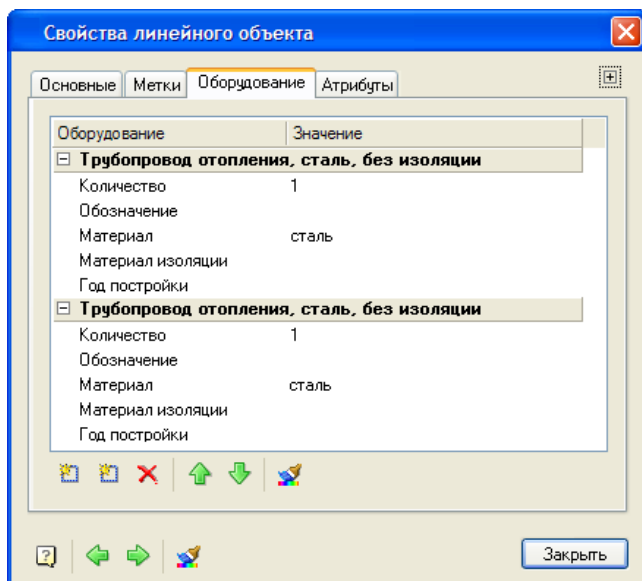 Свойства линейного объекта
Основные Метки Оборудование Атрибуты
Оборудование Значение
Трубопровод отопления, сталь, без изоляции
Количество 1
Обозначение
Материал сталь
Материал изоляции
Год постройки
Трубопровод отопления, сталь, без изоляции
Количество 1
Обозначение
Материал сталь
Материал изоляции
Год постройки
Закрыть